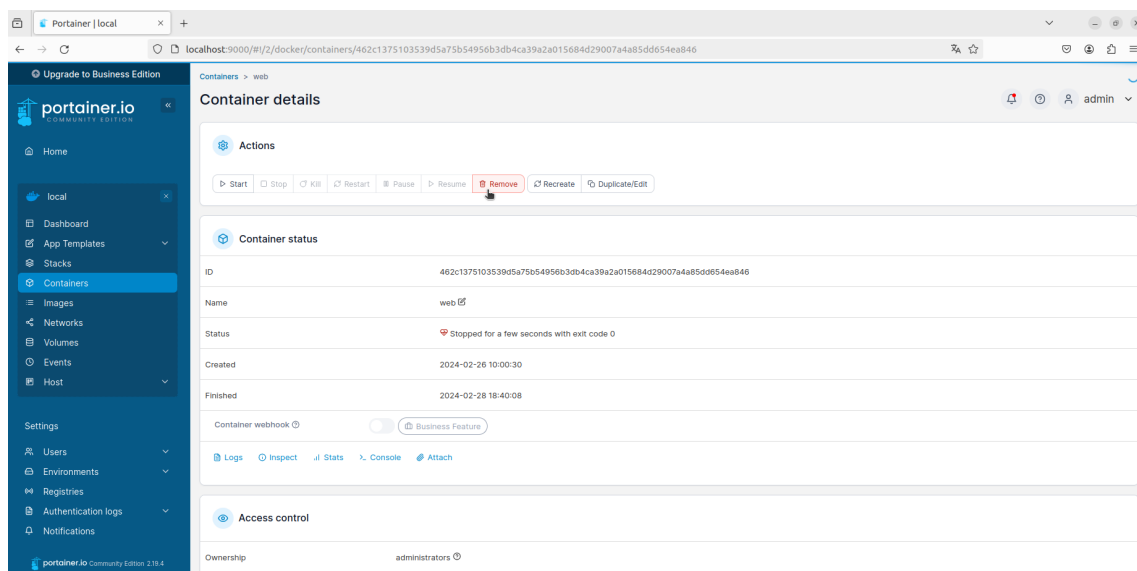 Portainer | local
localhost:9000/#!/2/docker/containers/462c1375103539d5a75b54956b3db4ca39a2a015684d29007a4a85dd654ea846
Upgrade to Business Edition
portainer.io
COMMUNITY EDITION
Home
local
Dashboard
App Templates
Stacks
Containers
Images
Networks
Volumes
Events
Host
Settings
Users
Environments
Registries
Authentication logs
Notifications
portainer.io Community Edition 2.19.4
Containers > web
Container details
admin
Actions
Start Stop Kill Restart Pause Resume Remove Recreate Duplicate/Edit
Container status
ID 462c1375103539d5a75b54956b3db4ca39a2a015684d29007a4a85dd654ea846
Name web
Status Stopped for a few seconds with exit code 0
Created 2024-02-26 10:00:30
Finished 2024-02-28 18:40:08
Container webhook Business Feature
Logs Inspect Stats Console Attach
Access control
Ownership administrators